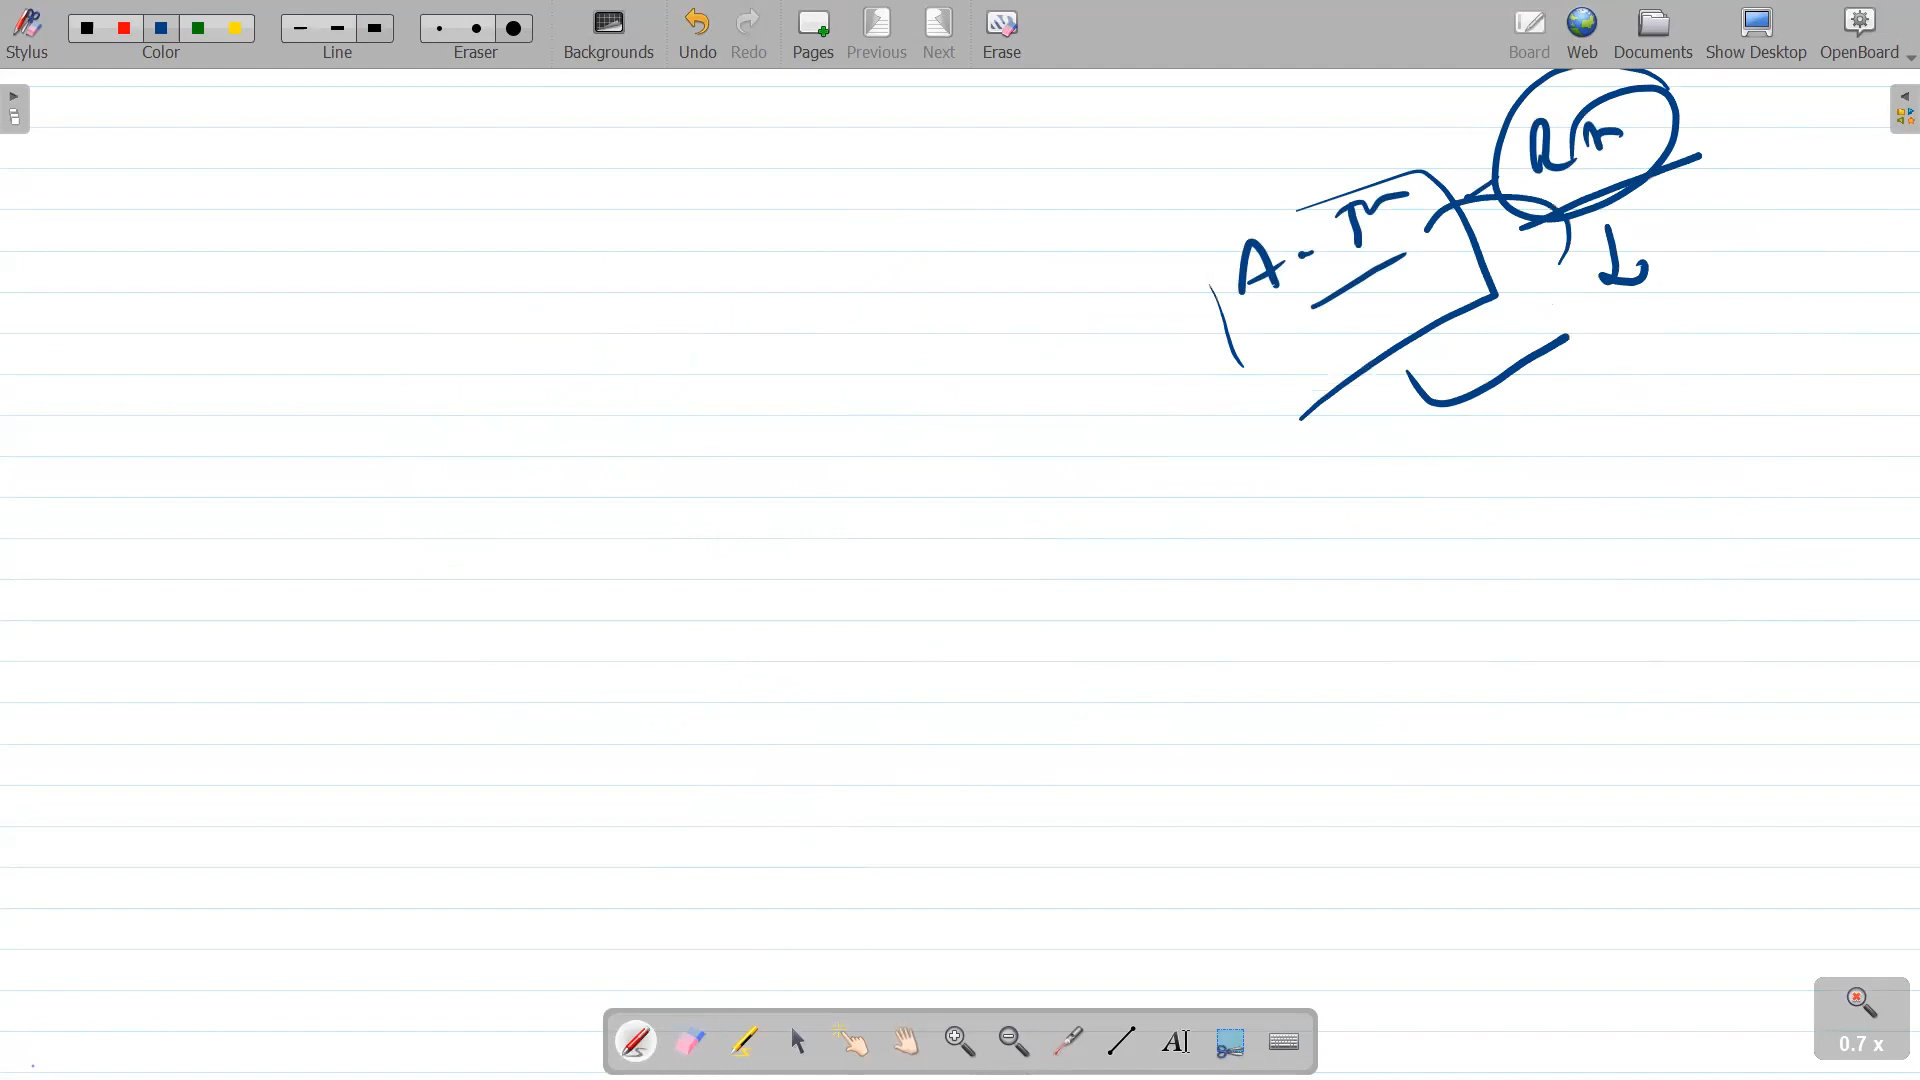 Stylus
Color
Line
Eraser
Backgrounds
Undo
Redo
Pages
Previous
Next
Erase
Board
Web
Documents
Show Desktop
OpenBoard
A -
0.7 x